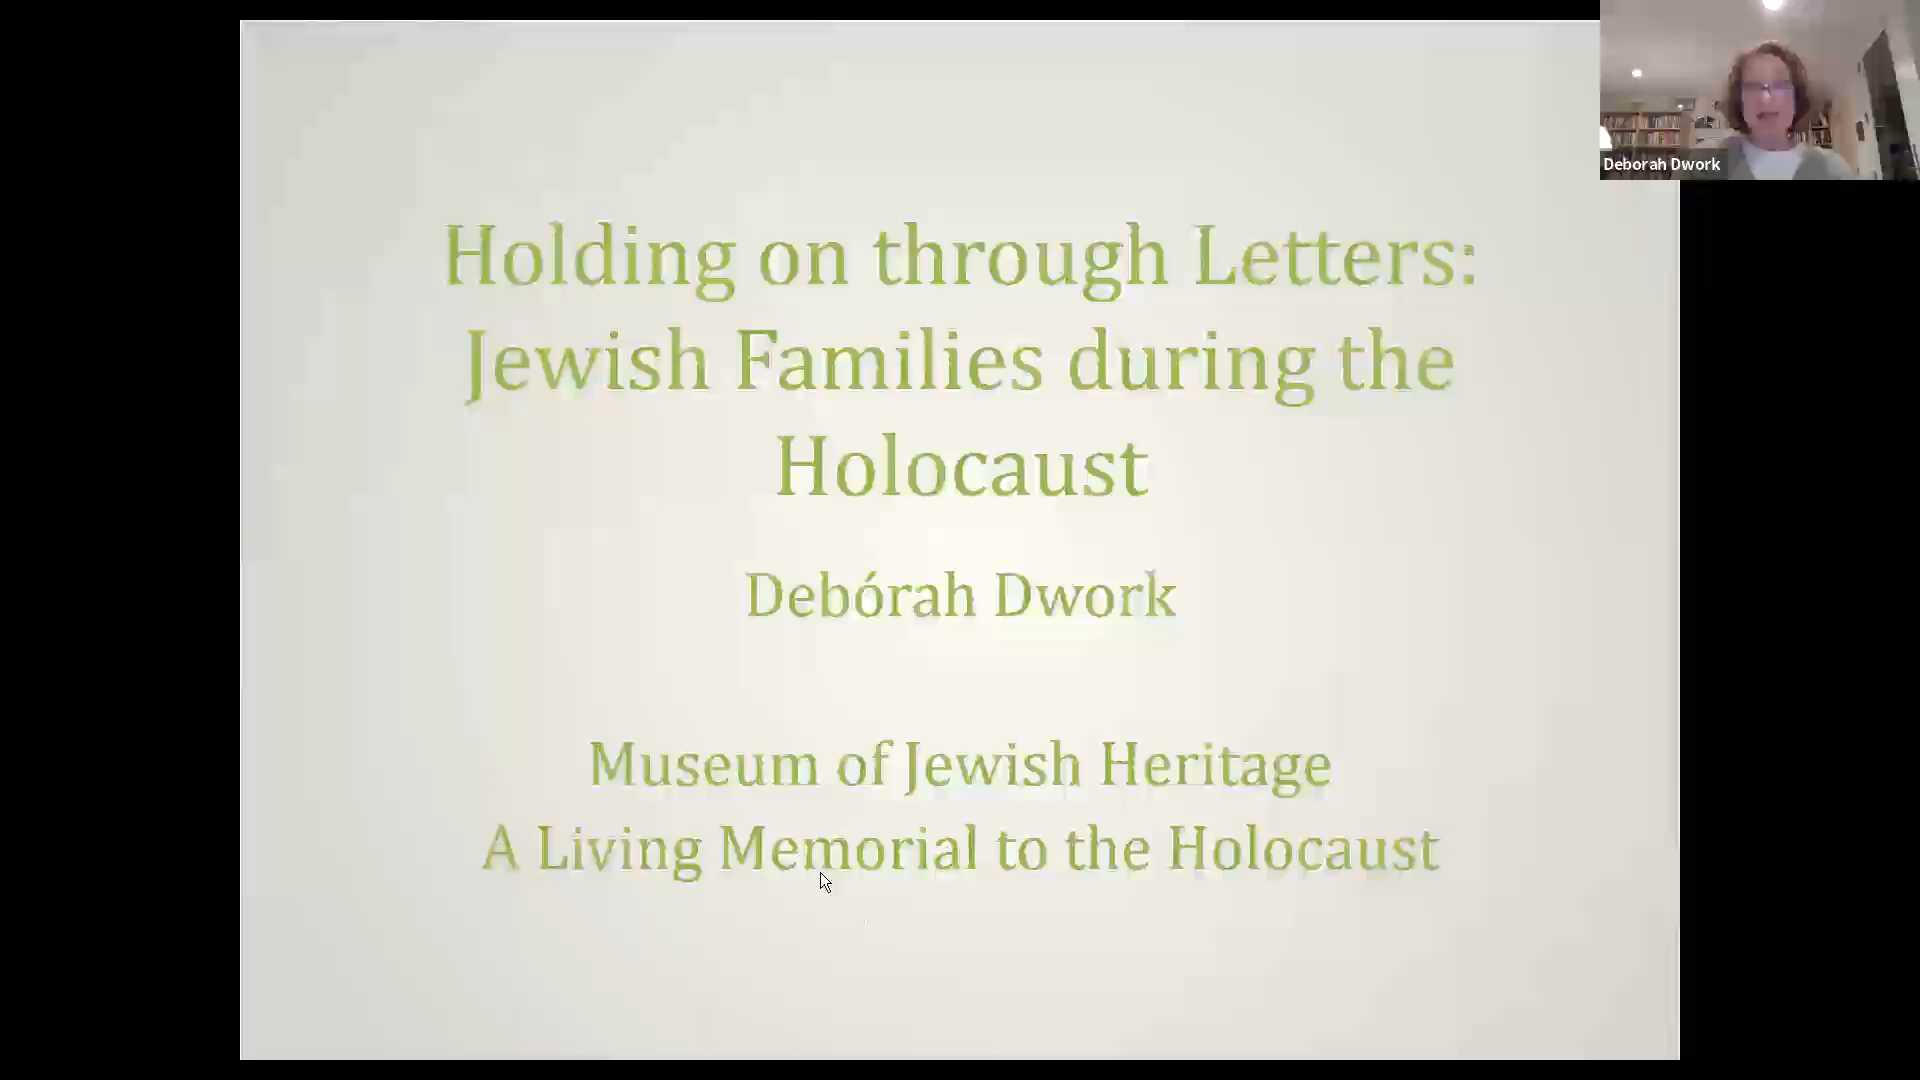 Holding on through Letters:
Jewish Families during the
Holocaust
Debórah Dwork
Museum of Jewish Heritage
A Living Memorial to the Holocaust
Deborah Dwork